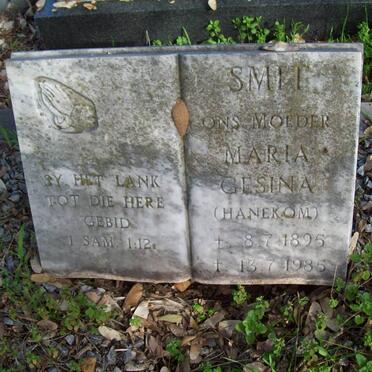 SY HET LANK
TOT DIE HERE
GEBID
1 SAM. 1:12
SMIT
ONS MOEDER
MARIA
GESINA
(HANEKOM)
* 8.7.1895
† 13.7.1985